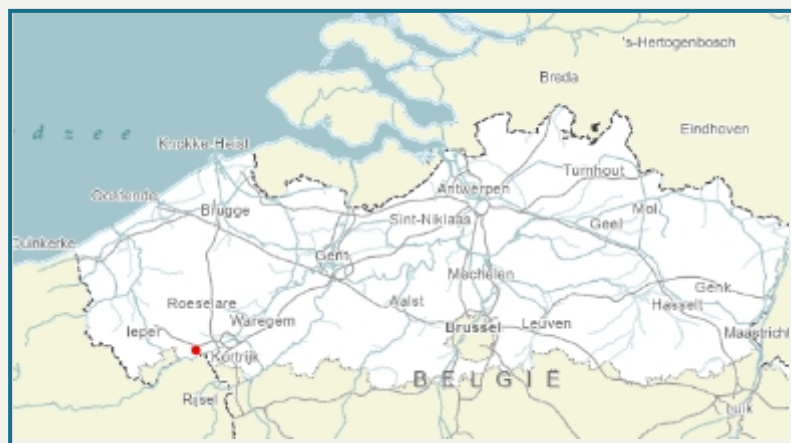 's-Hertogenbosch
Breda
Eindhoven
d z e e
Knokke-Heist
Oostende
Brugge
Antwerpen
Turnhout
Mol
Geel
Sint-Niklaas
Duinkerke
Gent
Mechelen
Genk
Hasselt
Roeselare
Aalst
Ieper
Waregem
Brussel
Leuven
Maastricht
Kortrijk
BELGIË
Rijsel
Luik